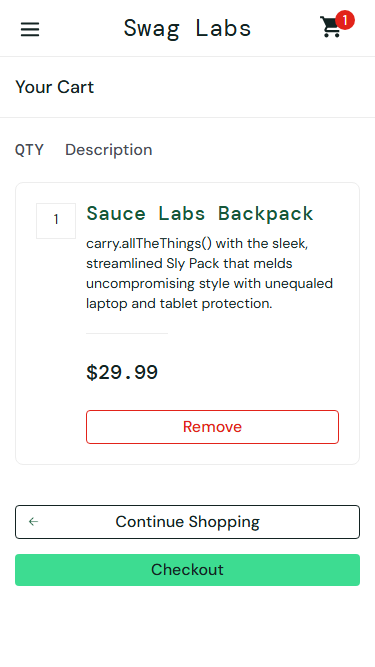 Swag Labs
1
Your Cart
QTY Description
1
Sauce Labs Backpack
carry.allTheThings() with the sleek,
streamlined Sly Pack that melds
uncompromising style with unequaled
laptop and tablet protection.
$29.99
Remove
Continue Shopping
Checkout